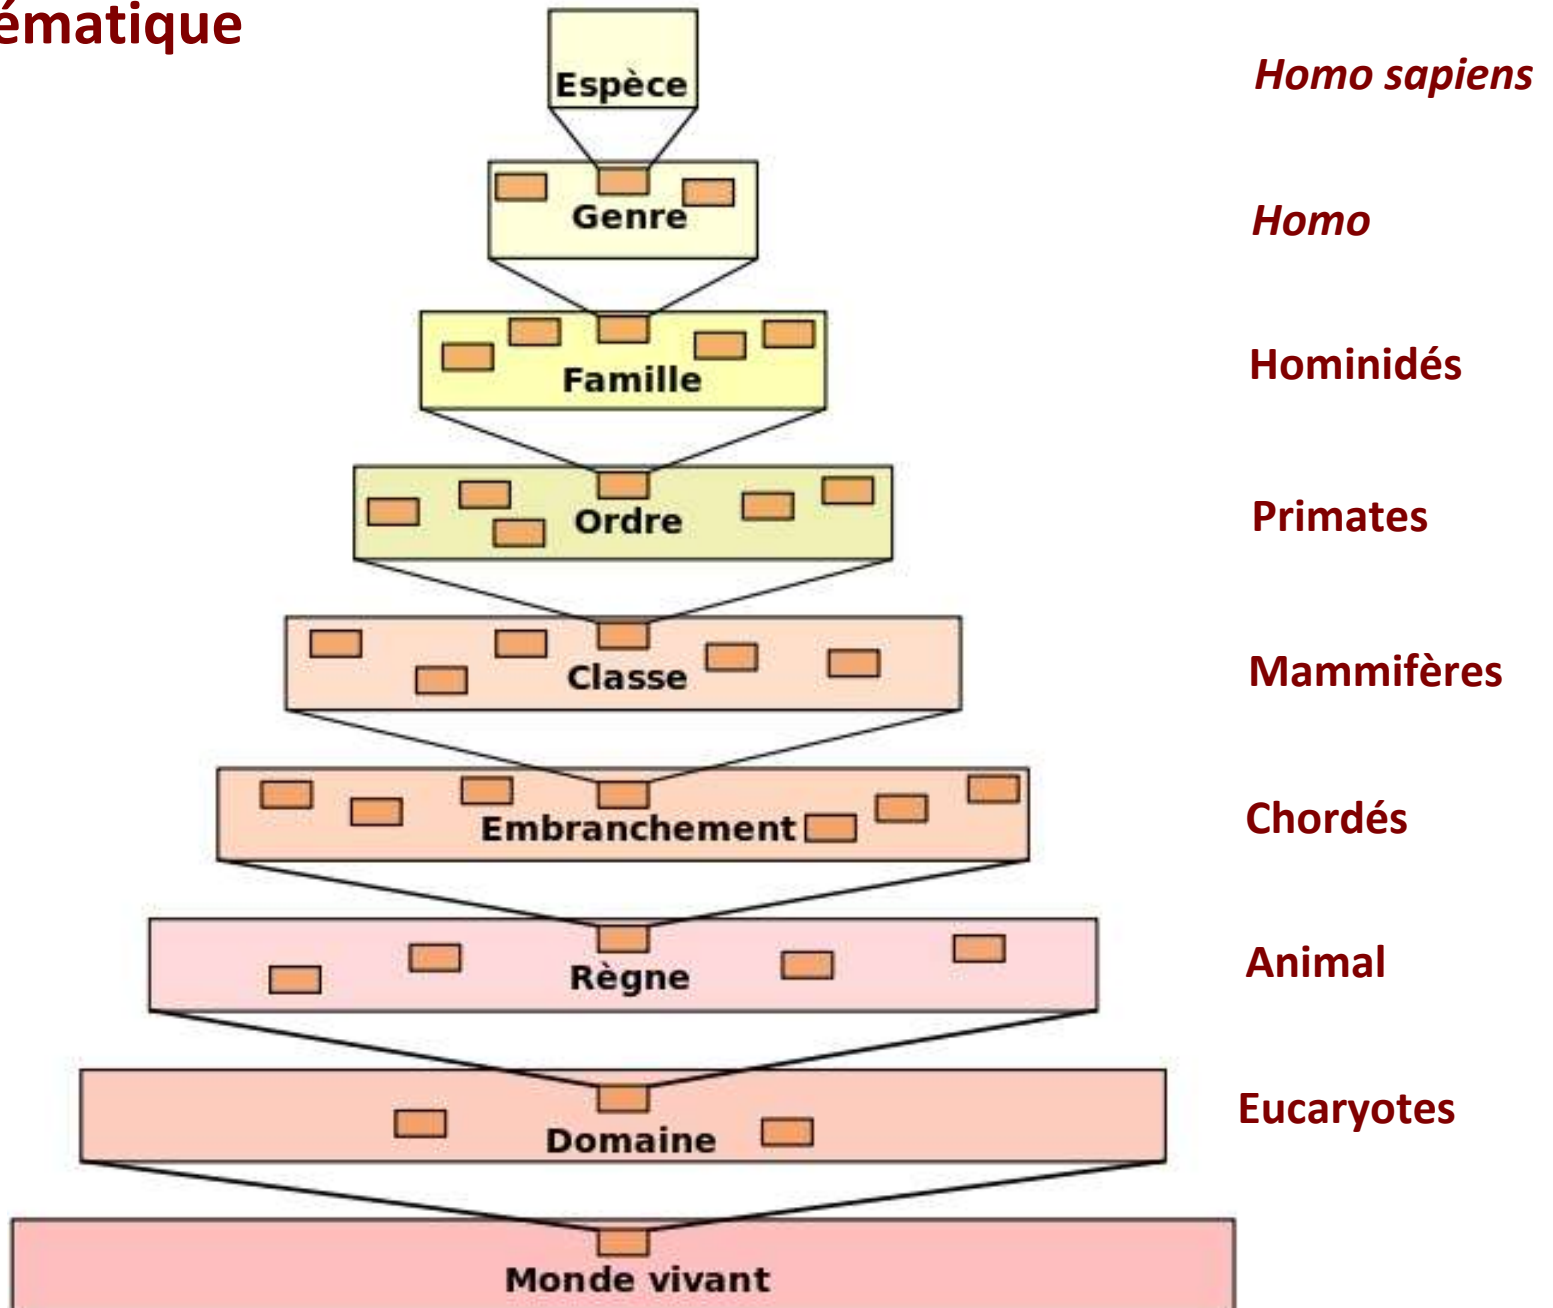 ématique
Espèce
Homo sapiens
Genre
Homo
Famille
Hominidés
Ordre
Primates
Classe
Mammifères
Embranchement
Chordés
Règne
Animal
Domaine
Eucaryotes
Monde vivant